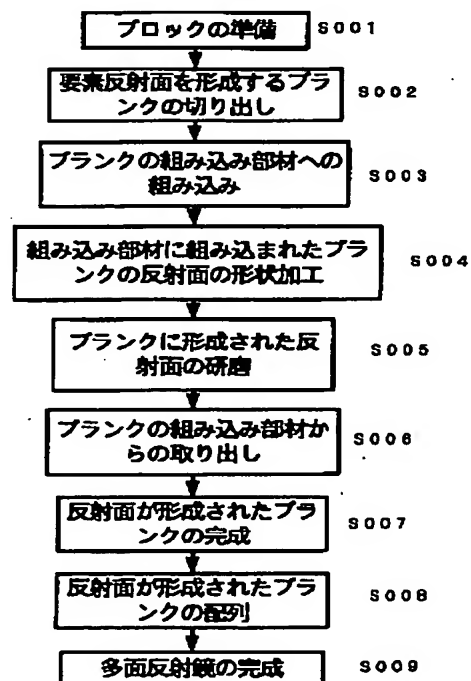 ブロックの準備 S001
要素反射面を形成するブラ
ンクの切り出し S002
ブランクの組み込み部材への
組み込み S003
組み込み部材に組み込まれたブラ
ンクの反射面の形状加工 S004
ブランクに形成された反
射面の研磨 S005
ブランクの組み込み部材か
らの取り出し S006
反射面が形成されたブラ
ンクの完成 S007
反射面が形成されたブラ
ンクの配列 S008
多面反射鏡の完成 S009